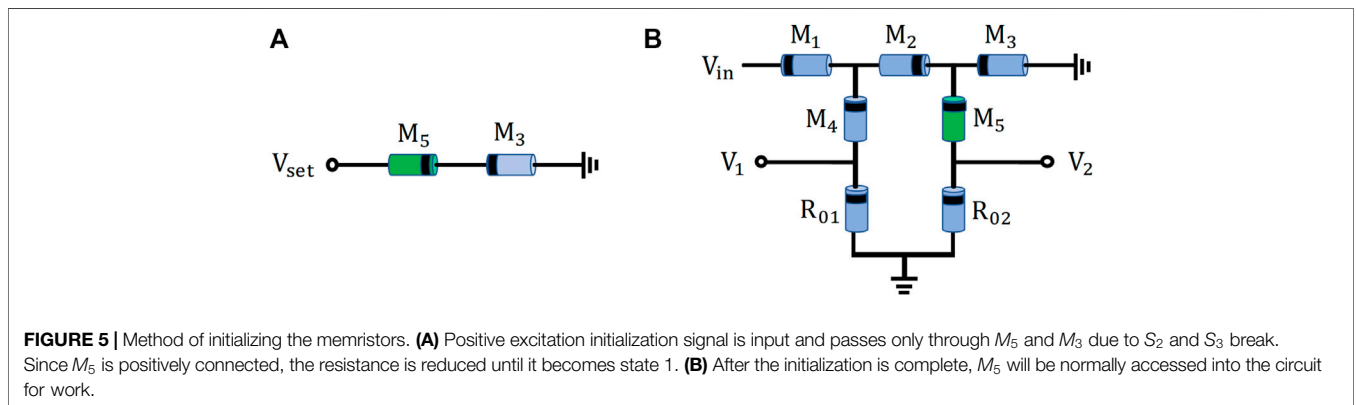 A
B
M₁ M₂ M₃
V_in
M₅ M₃
M₄ M₅
V_set
V₁ V₂
R₀₁ R₀₂
FIGURE 5 | Method of initializing the memristors. (A) Positive excitation initialization signal is input and passes only through M₅ and M₃ due to S₂ and S₃ break.
Since M₅ is positively connected, the resistance is reduced until it becomes state 1. (B) After the initialization is complete, M₅ will be normally accessed into the circuit
for work.